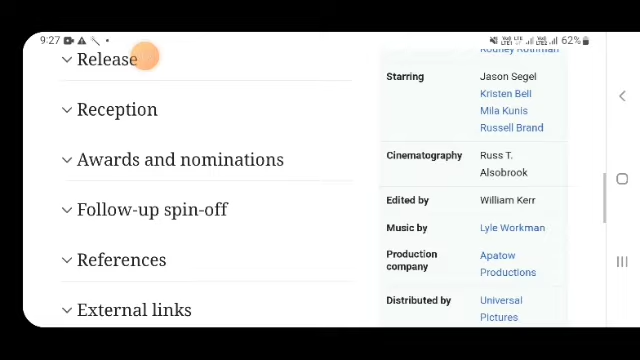 9:27
62%
Release
Reception
Awards and nominations
Follow-up spin-off
References
External links
Rodney Rothman
Starring
Jason Segel
Kristen Bell
Mila Kunis
Russell Brand
Cinematography
Russ T.
Alsobrook
Edited by
William Kerr
Music by
Lyle Workman
Production
company
Apatow
Productions
Distributed by
Universal
Pictures